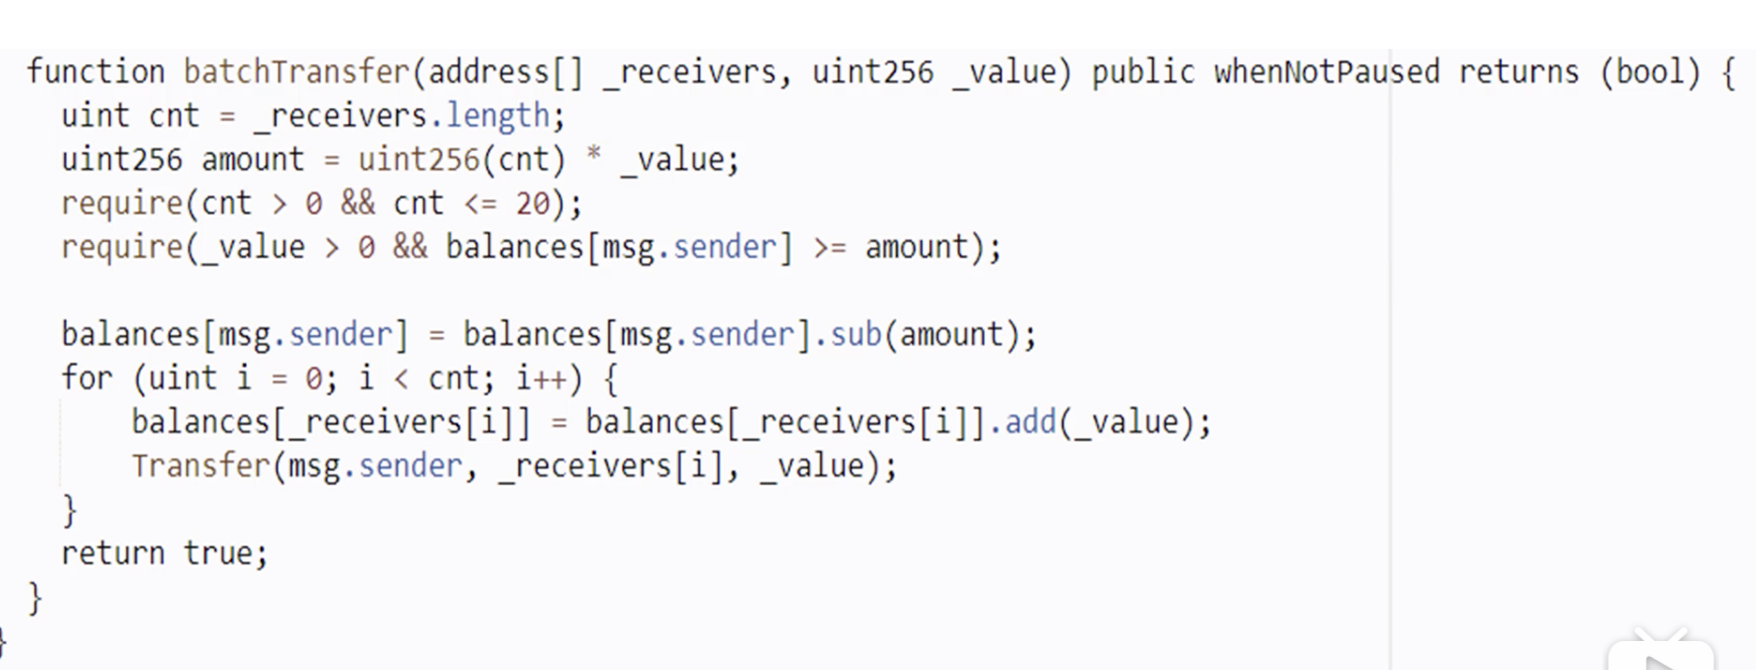 function batchTransfer(address[] _receivers, uint256 _value) public whenNotPaused returns (bool) {
uint cnt = _receivers.length;
uint256 amount = uint256(cnt) * _value;
require(cnt > 0 && cnt <= 20);
require(_value > 0 && balances[msg.sender] >= amount);
balances[msg.sender] = balances[msg.sender].sub(amount);
for (uint i = 0; i < cnt; i++) {
balances[_receivers[i]] = balances[_receivers[i]].add(_value);
Transfer(msg.sender, _receivers[i], _value);
}
return true;
}
}